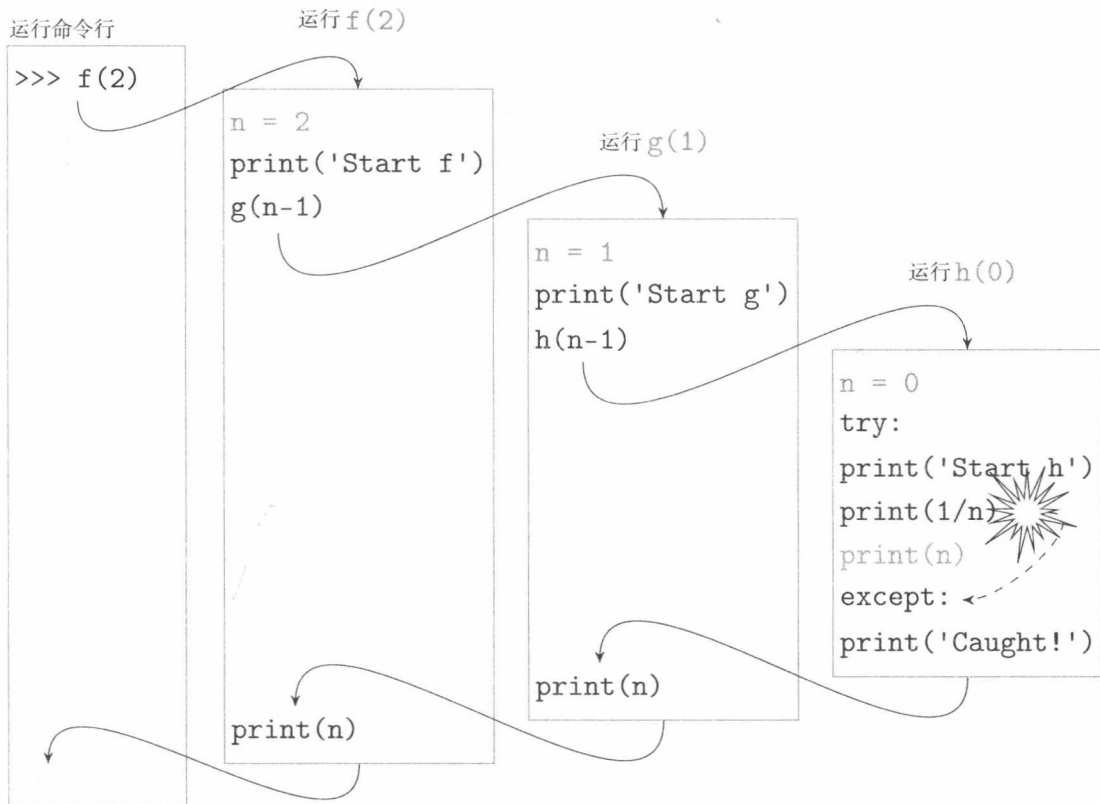 运行命令行
>>> f(2)
运行f(2)
n = 2
print('Start f')
g(n-1)
运行g(1)
n = 1
print('Start g')
h(n-1)
运行h(0)
n = 0
try:
print('Start h')
print(1/n)
print(n)
except:
print('Caught!')
print(n)
print(n)